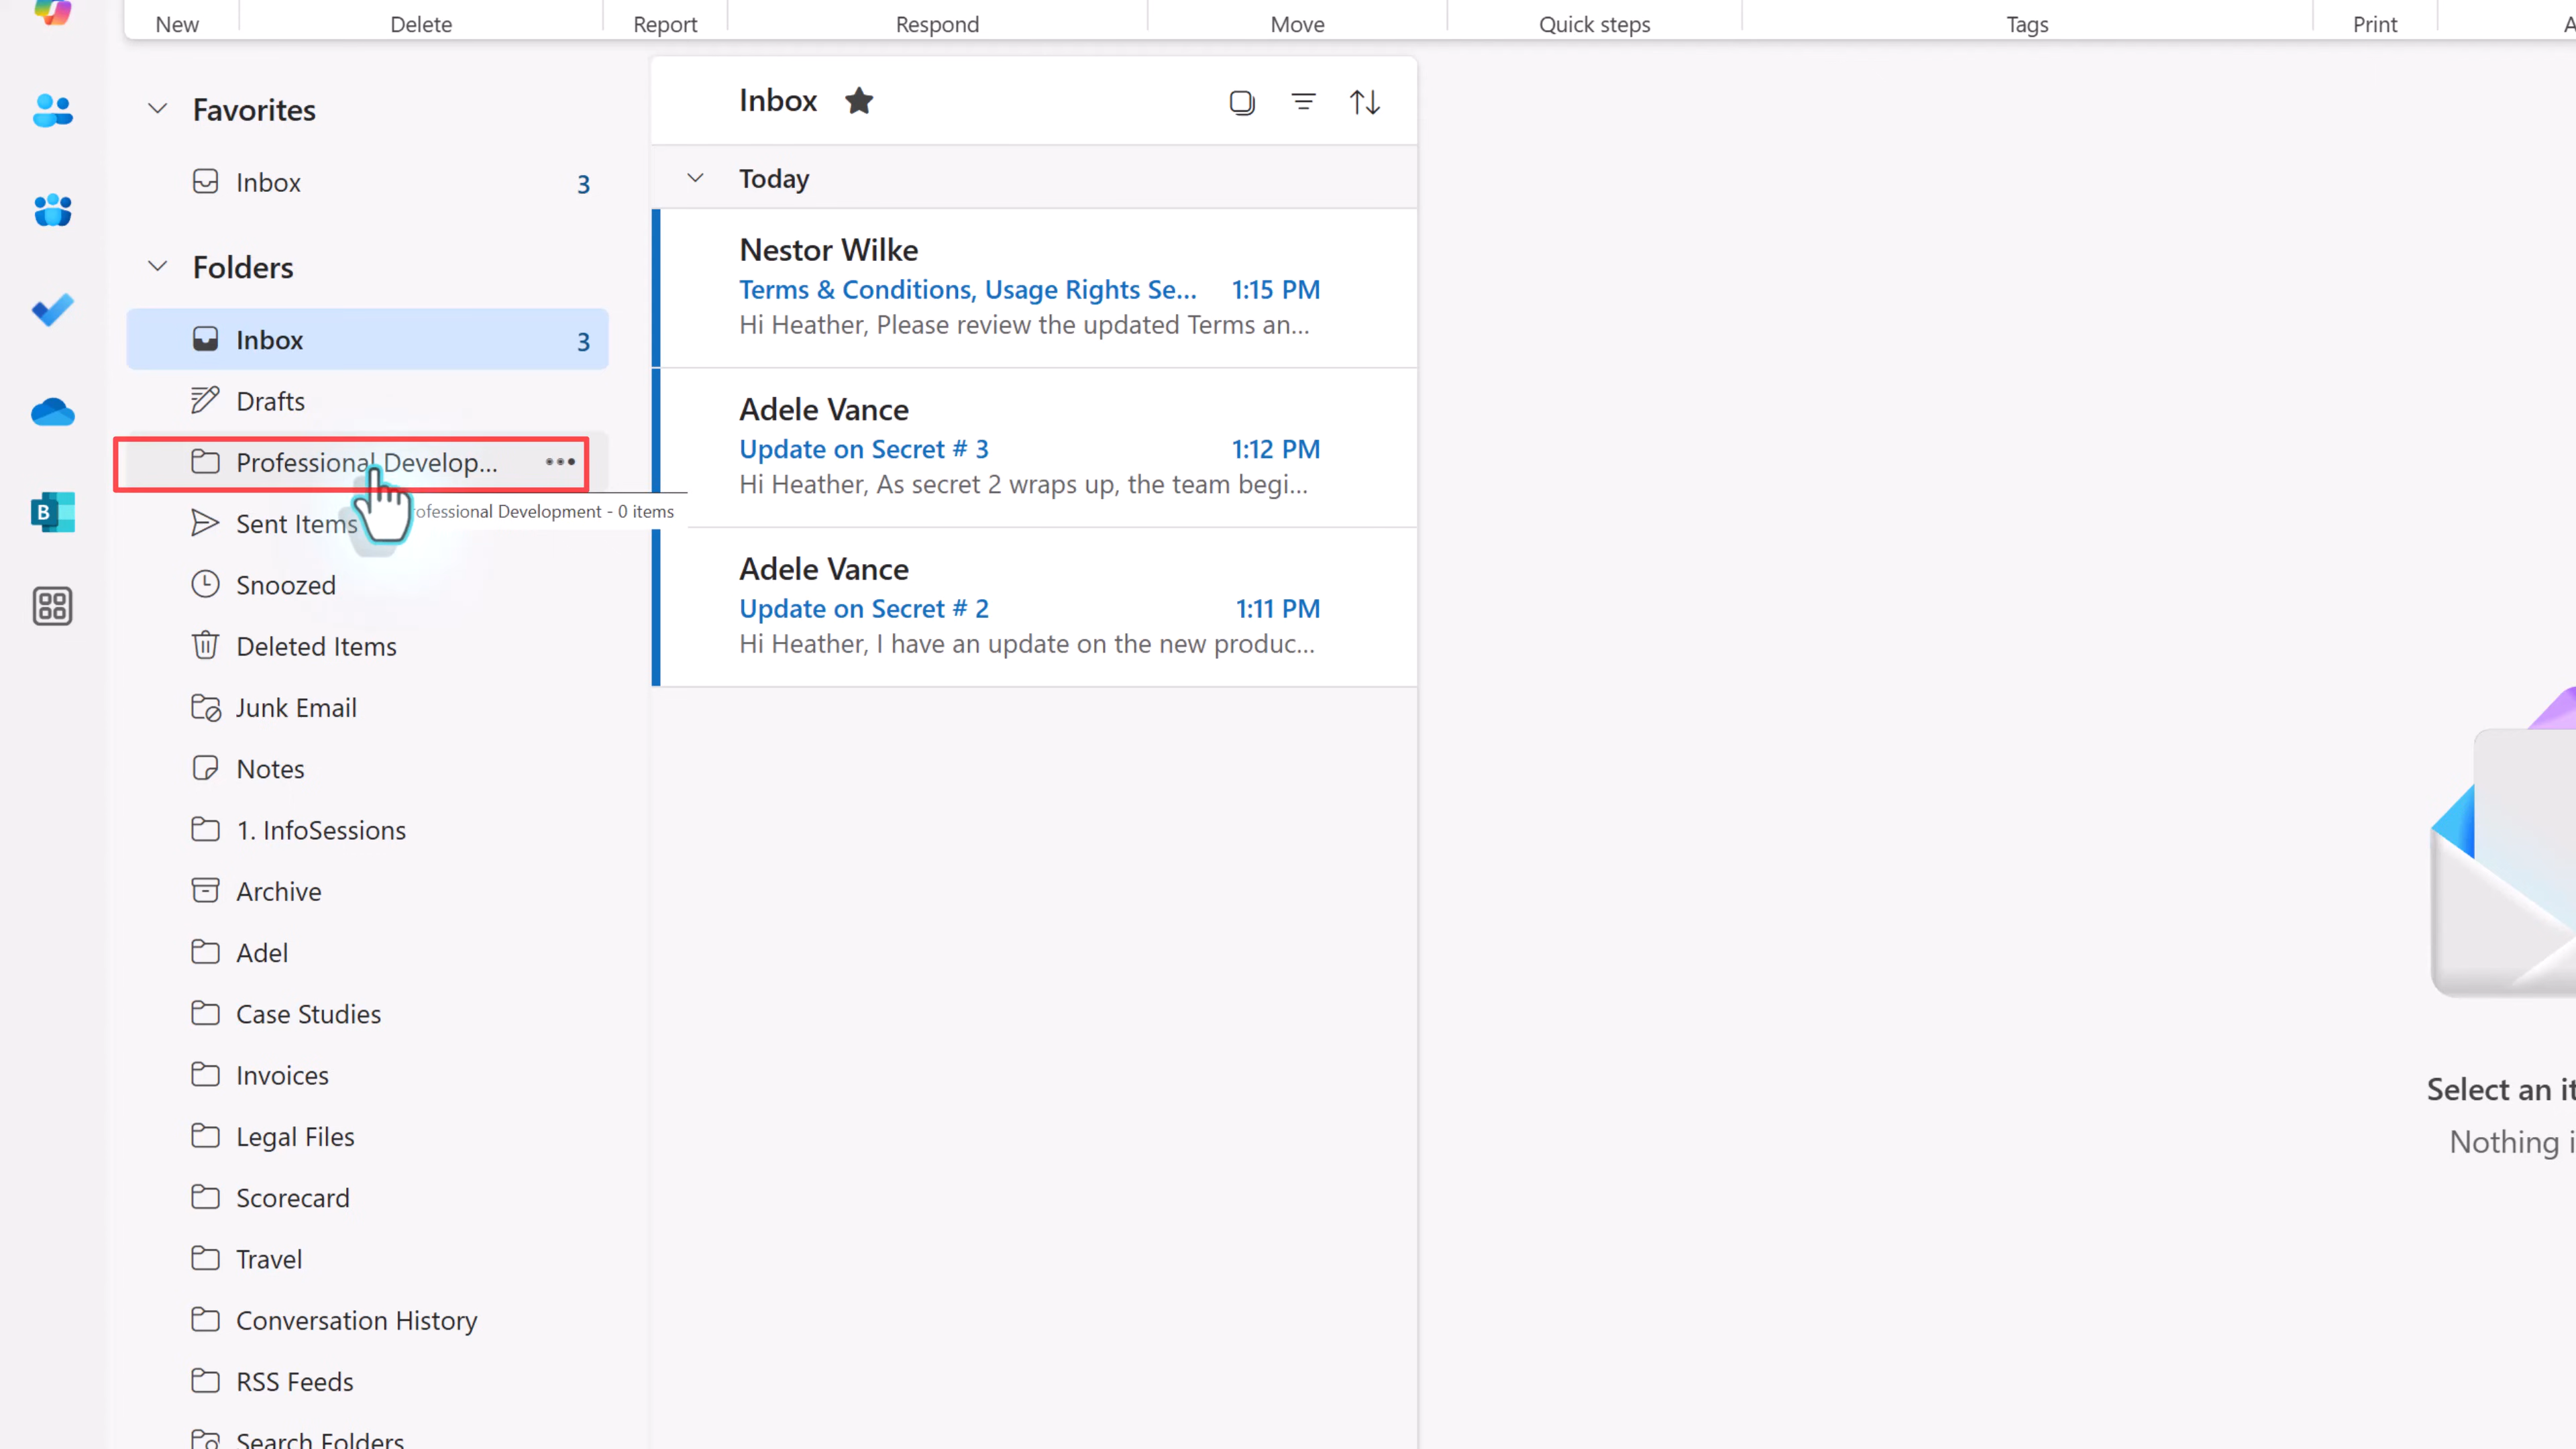 New
Delete
Report
Respond
Move
Quick steps
Tags
Print
Favorites
Inbox 3
Folders
Inbox 3
Drafts
Professional Develop...
ofessional Development - 0 items
Sent Items
Snoozed
Deleted Items
Junk Email
Notes
1. InfoSessions
Archive
Adel
Case Studies
Invoices
Legal Files
Scorecard
Travel
Conversation History
RSS Feeds
Search Folders
Inbox
Today
Nestor Wilke
Terms & Conditions, Usage Rights Se... 1:15 PM
Hi Heather, Please review the updated Terms an...
Adele Vance
Update on Secret # 3 1:12 PM
Hi Heather, As secret 2 wraps up, the team begi...
Adele Vance
Update on Secret # 2 1:11 PM
Hi Heather, I have an update on the new produc...
B
Select an it
Nothing i